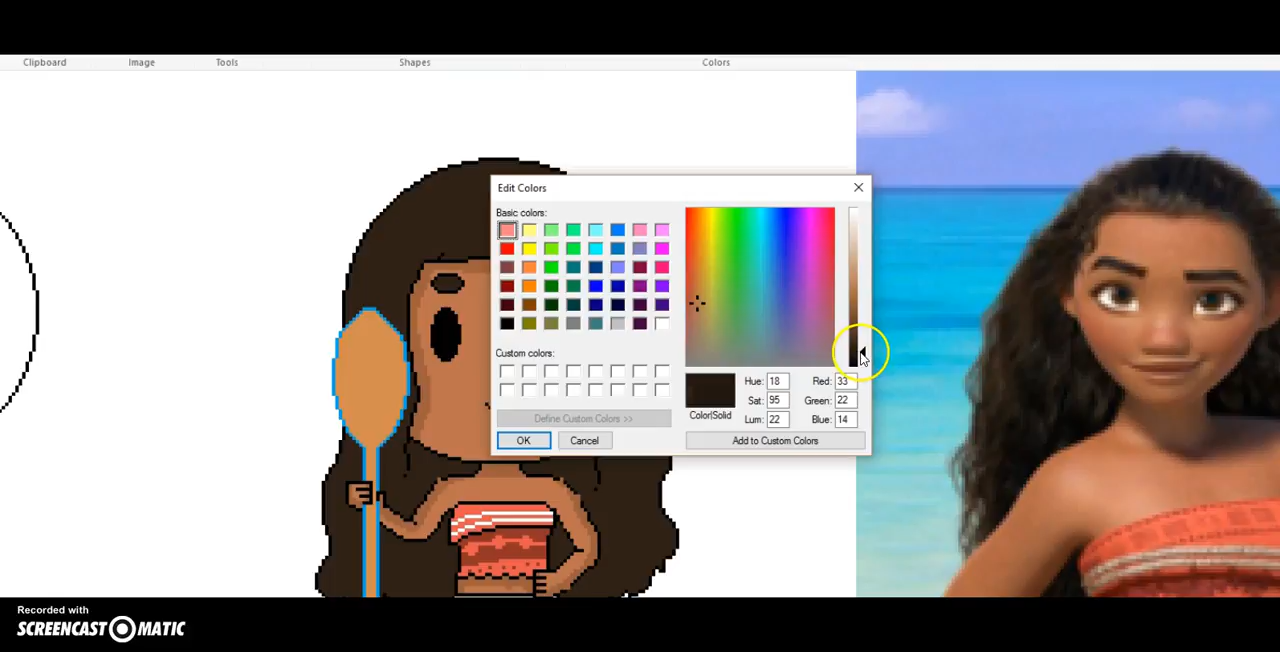 Clipboard Image Tools Shapes Colors
Edit Colors
Basic colors:
Custom colors:
Define Custom Colors >>
OK Cancel
Color|Solid
Hue: 18 Red: 33
Sat: 95 Green: 22
Lum: 22 Blue: 14
Add to Custom Colors
Recorded with
SCREENCAST MATIC